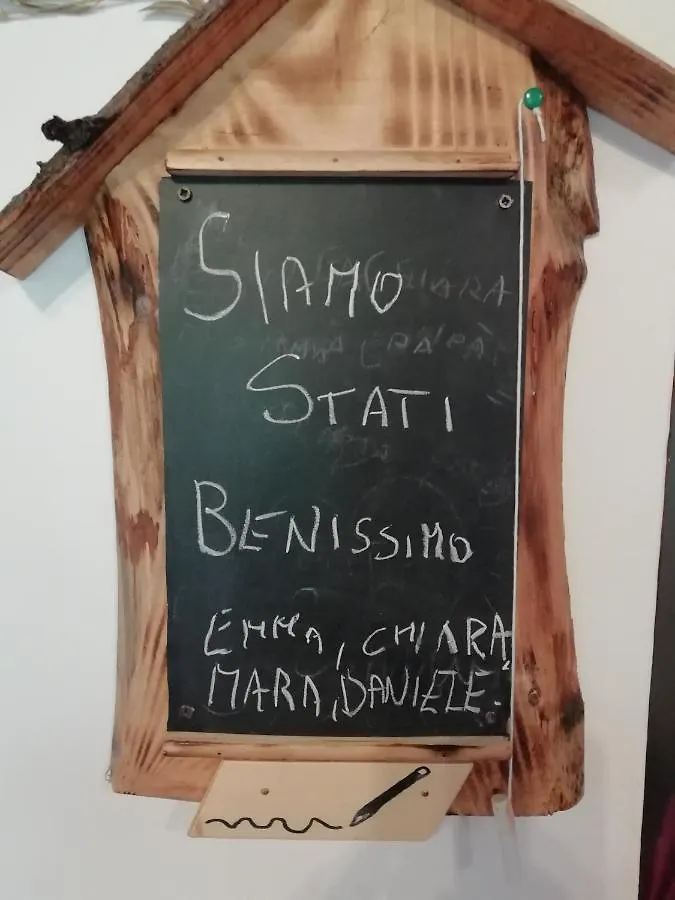 SIAMO
STATI
BENISSIMO
EMMA, CHIARA,
MARA, DANIELE.